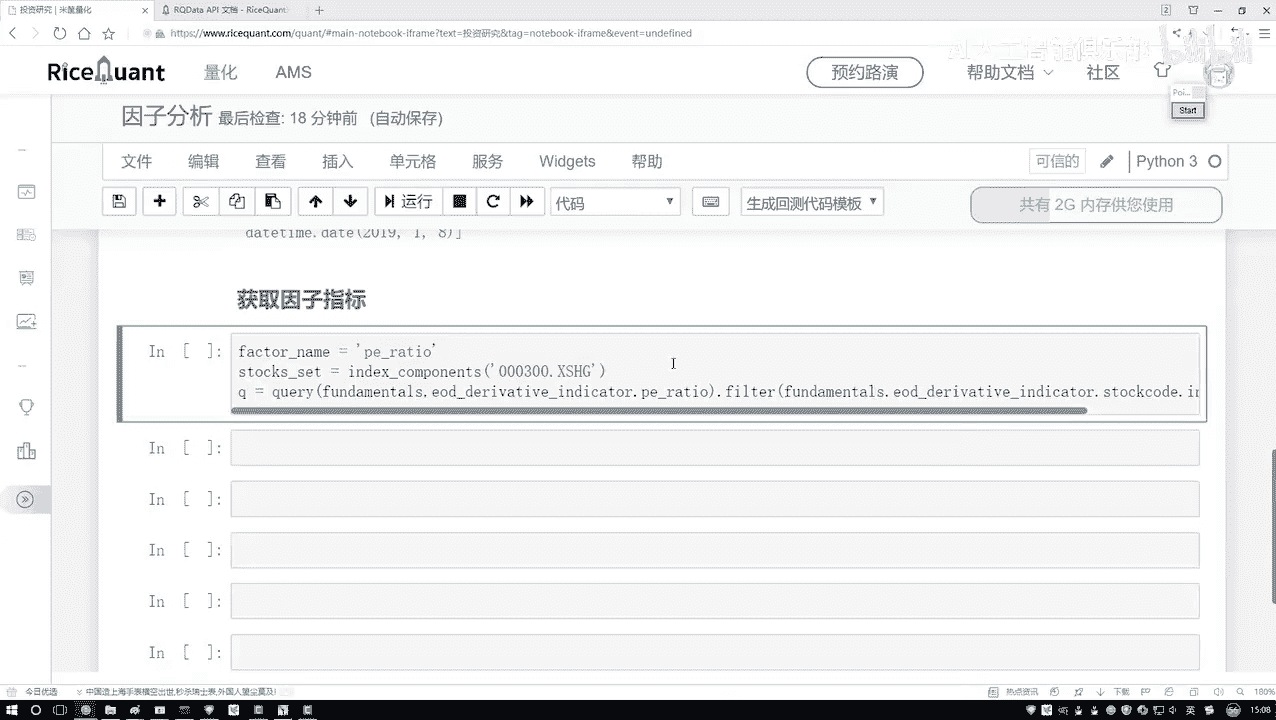 投资研究 | 米筐量化
RQData API 文档 - RiceQuant
https://www.ricequant.com/quant/#main-notebook-iframe?text=投资研究&tag=notebook-iframe&event=undefined
RiceQuant
量化
AMS
预约路演
帮助文档
社区
Poi...
Start
因子分析 最后检查: 18 分钟前 (自动保存)
文件 编辑 查看 插入 单元格 服务 Widgets 帮助
可信的
Python 3
运行
代码
生成回测代码模板
共有 2G 内存供您使用
datetime.date(2019, 1, 8)]
获取因子指标
In [ ]:
factor_name = 'pe_ratio'
stocks_set = index_components('000300.XSHG')
q = query(fundamentals.eod_derivative_indicator.pe_ratio).filter(fundamentals.eod_derivative_indicator.stockcode.in
In [ ]:
In [ ]:
In [ ]:
In [ ]:
In [ ]:
今日优选
中国造上海手表横空出世,秒杀瑞士表,外国人望尘莫及!
热点资讯
下载
180%
英
15:08